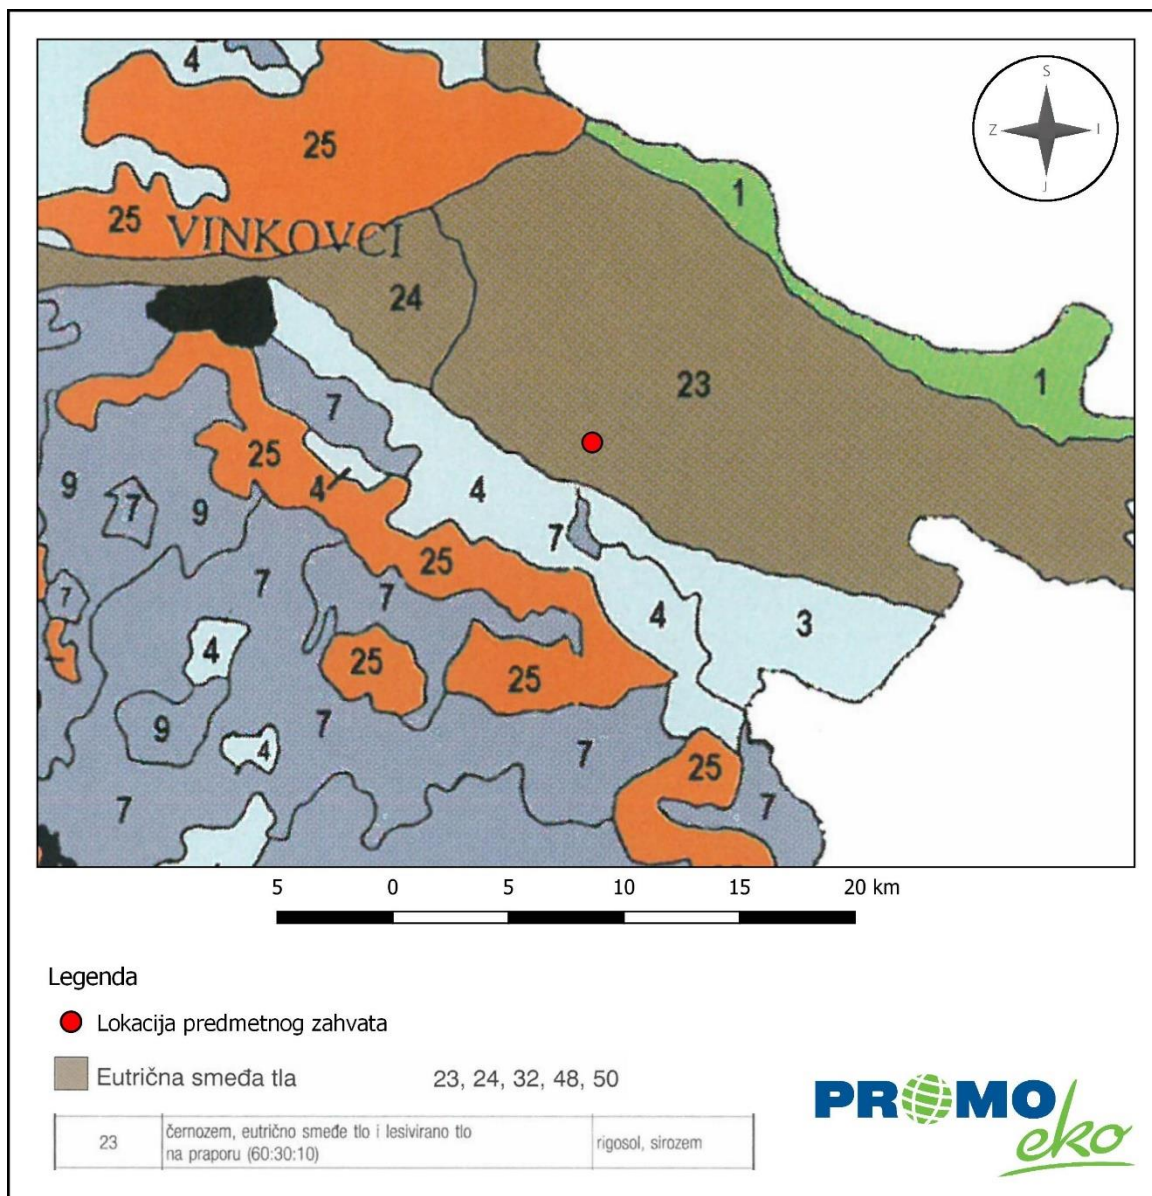 4
S
Z I
J
25
1
25
VINKOVCI
24
23
1
7
25
4
4
9
7
9
7
25
7
7
7
4
3
4
25
25
9
7
4
7
25
7
7
5 0 5 10 15 20 km
Legenda
Lokacija predmetnog zahvata
Eutrična smeđa tla 23, 24, 32, 48, 50
23 černozem, eutrično smeđe tlo i lesivirano tlo
na praporu (60:30:10) rigosol, sirozem
PROMO
eko